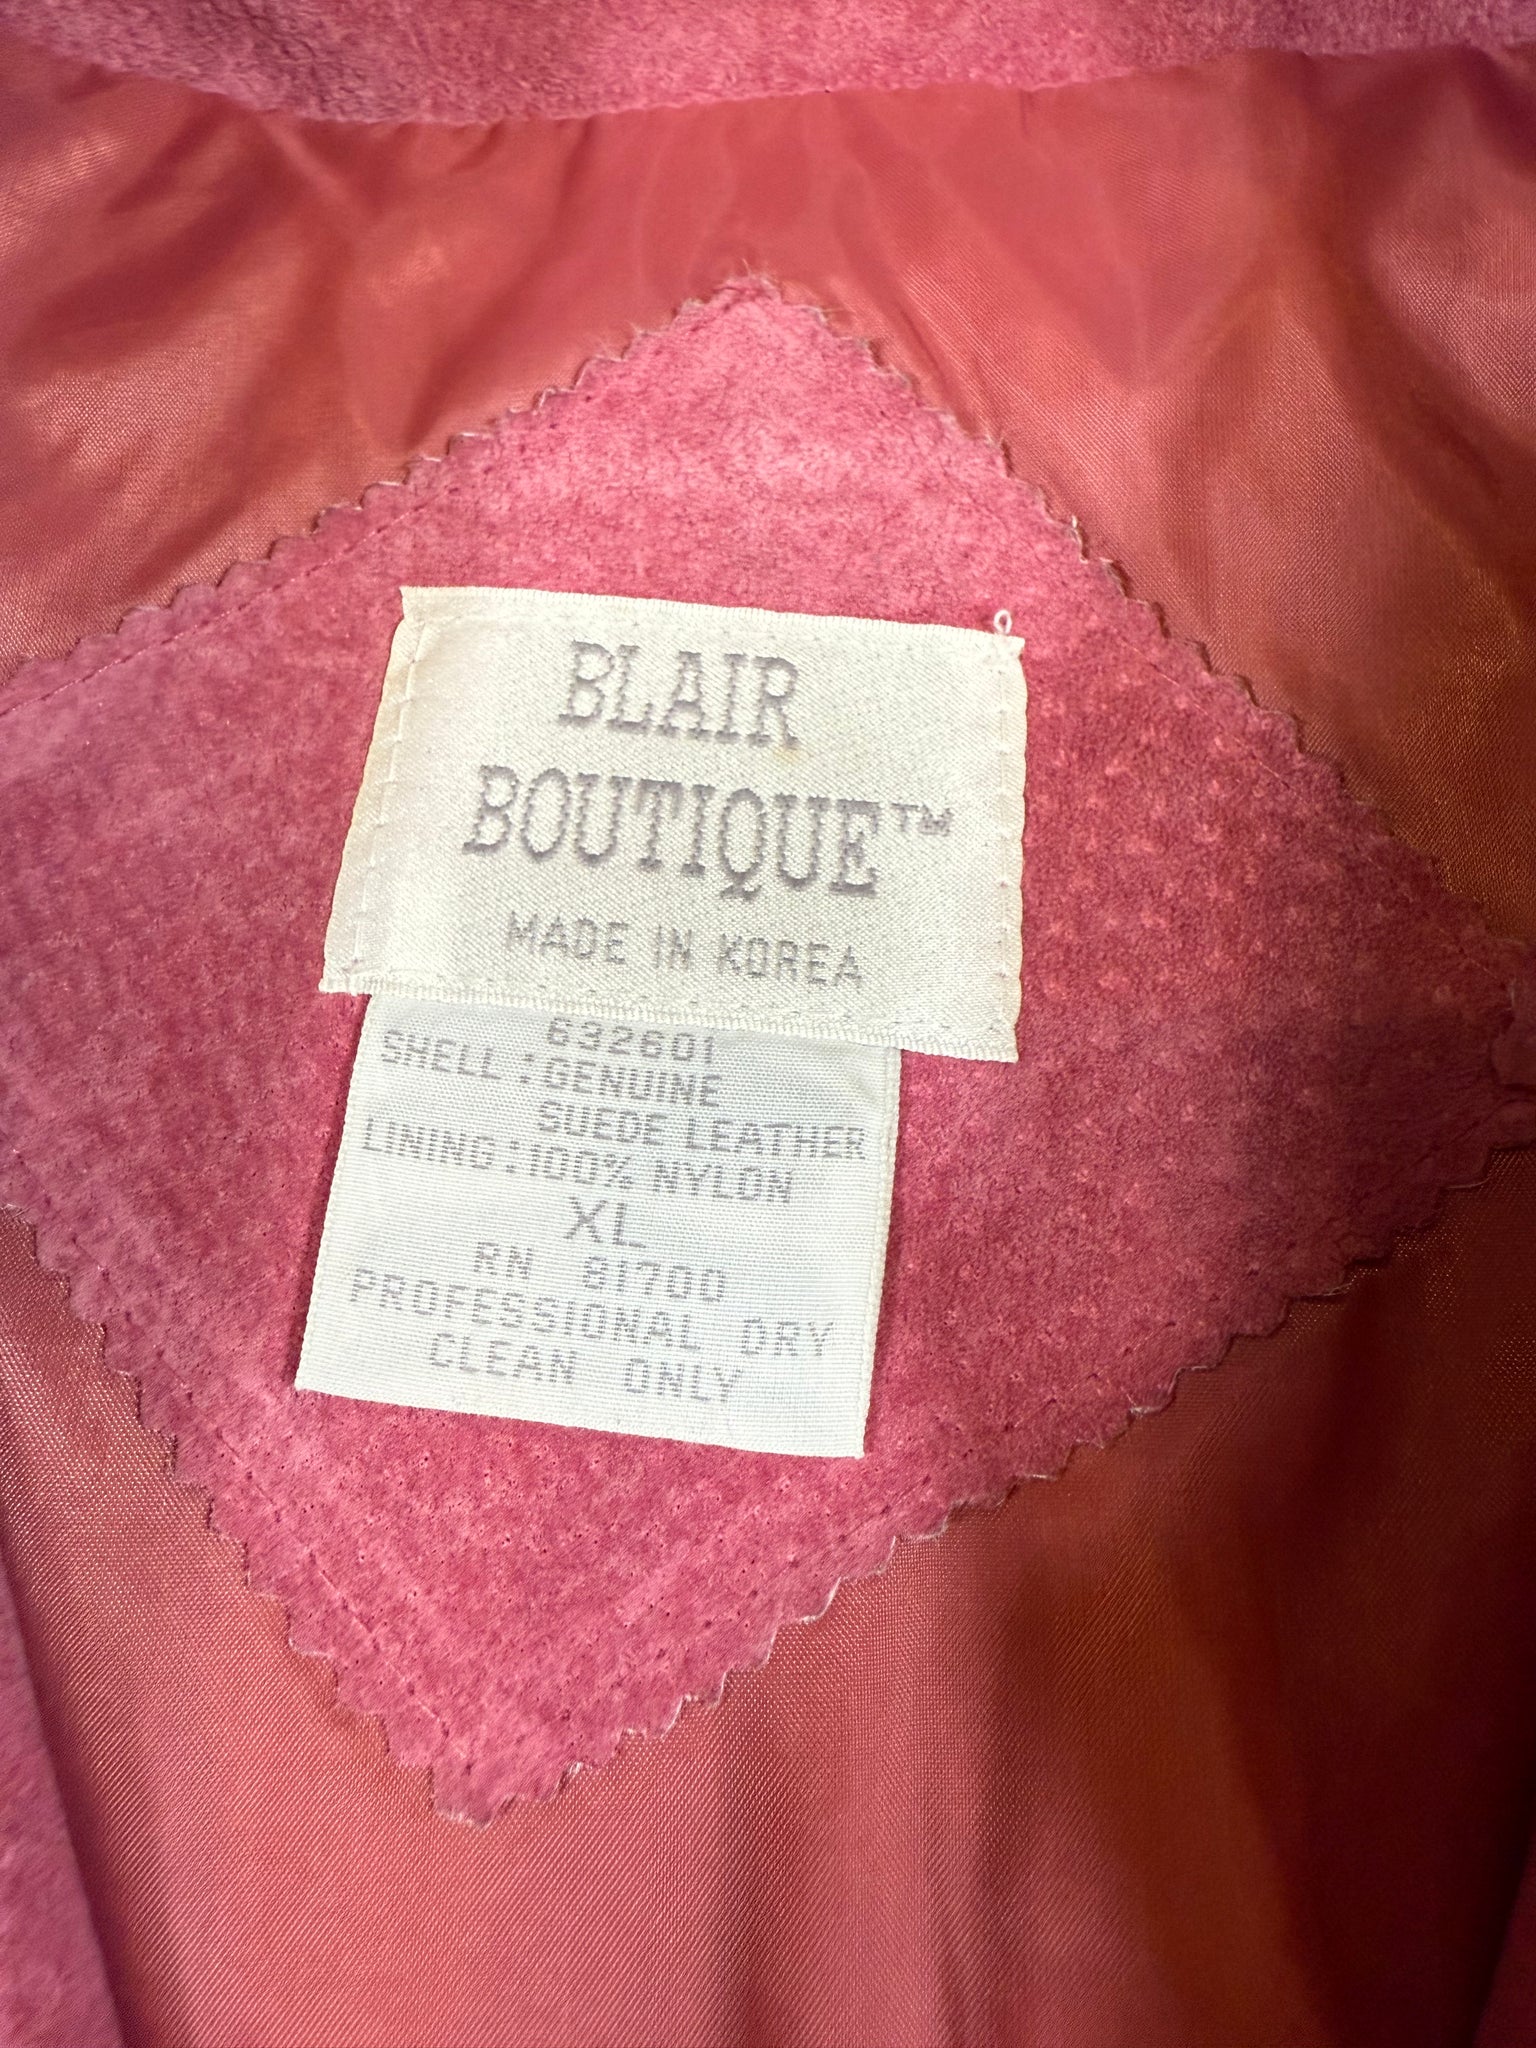 BLAIR
BOUTIQUE™
MADE IN KOREA
632601
SHELL : GENUINE
SUEDE LEATHER
LINING : 100% NYLON
XL
RN 81700
PROFESSIONAL DRY
CLEAN ONLY